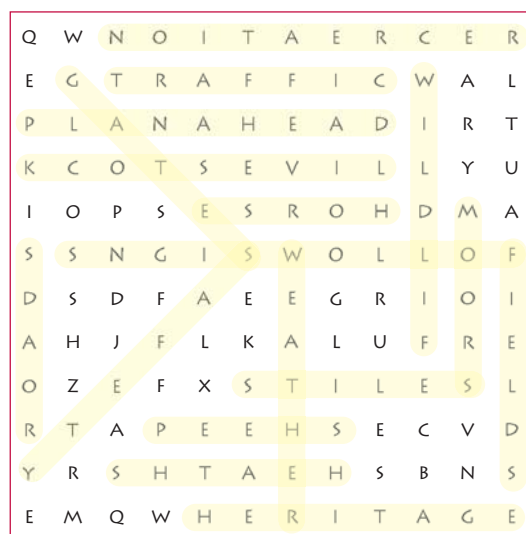 Q W N O I T A E R C E R
E G T R A F F I C W A L
P L A N A H E A D I R T
K C O T S E V I L L Y U
I O P S E S R O H D M A
S S N G I S W O L L O F
D S D F A E E G R I O I
A H J F L K A L U F R E
O Z E F X S T I L E S L
R T A P E E H S E C V D
Y R S H T A E H S B N S
E M Q W H E R I T A G E